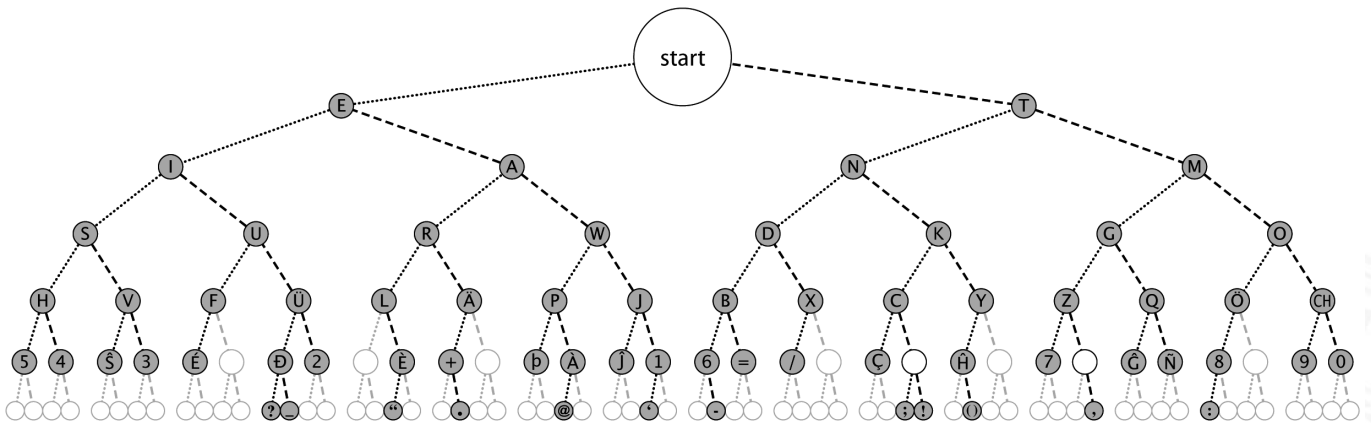 start
E T
I A N M
S U R W D K G O
H V F Ü L Ä P J B X C Y Z Q Ö CH
5 4 Ŝ 3 É Đ 2 È + þ À Ĵ 1 6 = / Ç Ĥ 7 Ĝ Ñ 8 9 0
? _ “ . @ ‘ - ; ! () , :